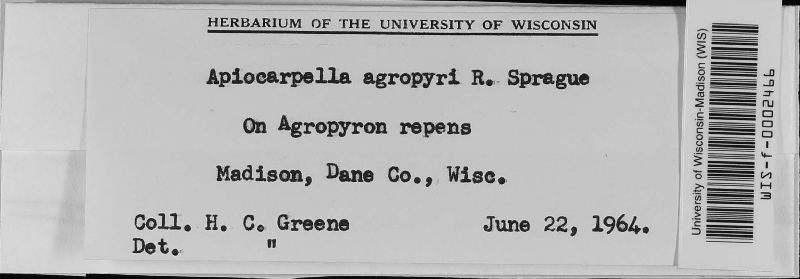 HERBARIUM OF THE UNIVERSITY OF WISCONSIN
Apiocarpella agropyri R. Sprague
On Agropyron repens
Madison, Dane Co., Wisc.
Coll. H. C. Greene June 22, 1964.
Det. "
University of Wisconsin-Madison (WIS)
WIS-f-0002466